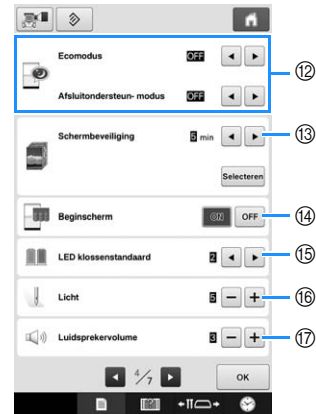 Ecomodus OFF
⑫
Afsluitondersteun- modus OFF
Schermbeveiliging 5 min ⑬
Selecteren
Beginscherm ON OFF ⑭
LED klossenstandaard 2 ⑮
Licht 5 − + ⑯
Luidsprekervolume 3 − + ⑰
4/7 OK